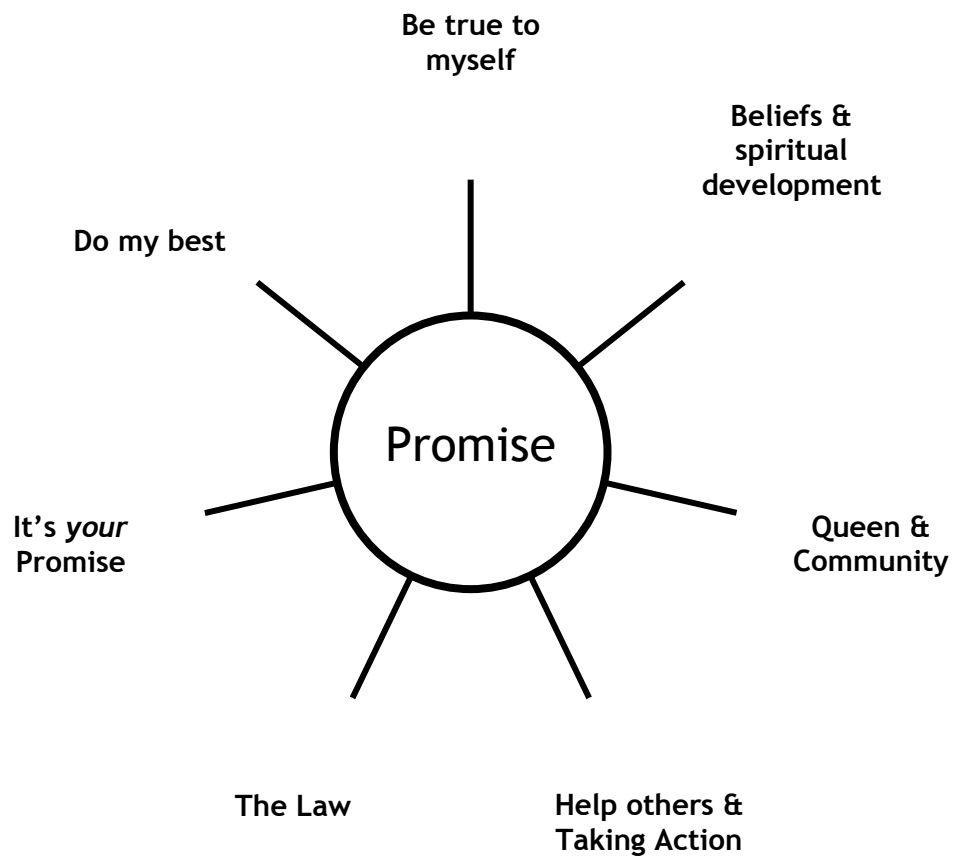 Be true to
myself
Beliefs &
spiritual
development
Do my best
Promise
It's your
Promise
Queen &
Community
The Law
Help others &
Taking Action